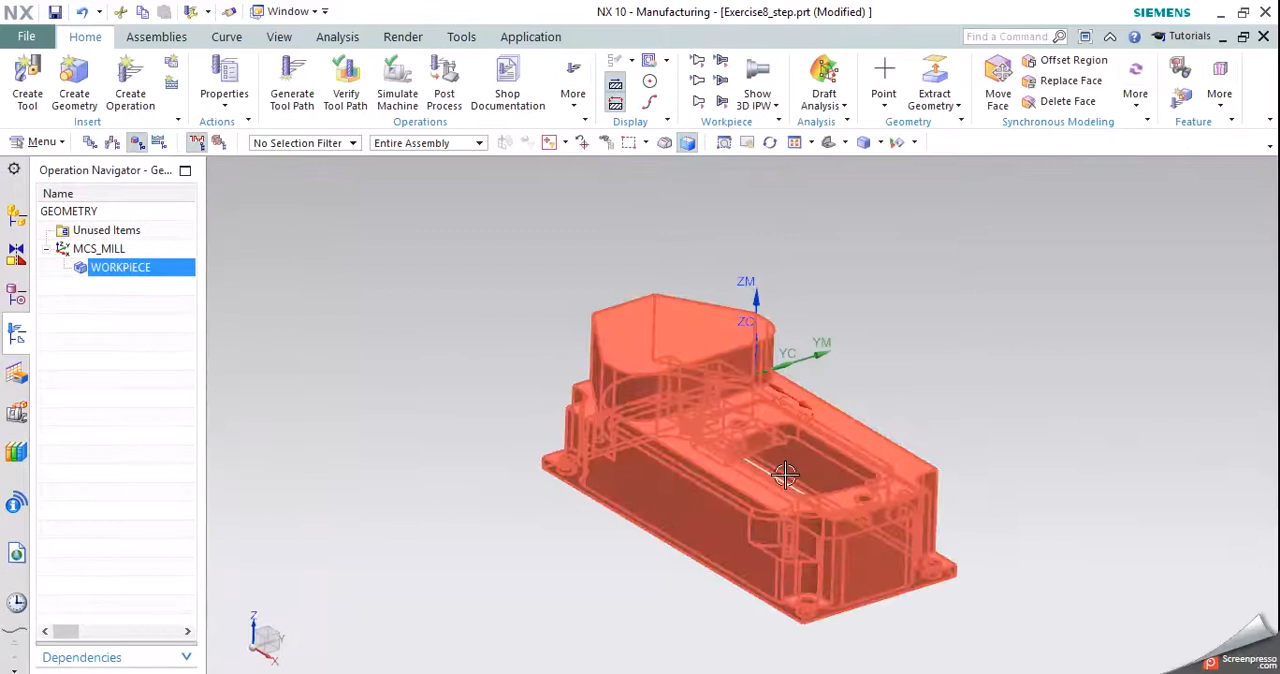 NX Window NX 10 - Manufacturing - [Exercise8_step.prt (Modified) ] SIEMENS
File Home Assemblies Curve View Analysis Render Tools Application Find a Command Tutorials
Create Tool
Create Geometry
Create Operation
Properties
Generate Tool Path
Verify Tool Path
Simulate Machine
Post Process
Shop Documentation
More
Show 3D IPW
Draft Analysis
Point
Extract Geometry
Move Face
Offset Region
Replace Face
Delete Face
More
More
Insert Actions Operations Display Workpiece Analysis Geometry Synchronous Modeling Feature
Menu No Selection Filter Entire Assembly
Operation Navigator - Ge...
Name
GEOMETRY
Unused Items
MCS_MILL
WORKPIECE
Dependencies
ZM
ZC
YC
YM
Z
Y
X
Screenpresso
.com